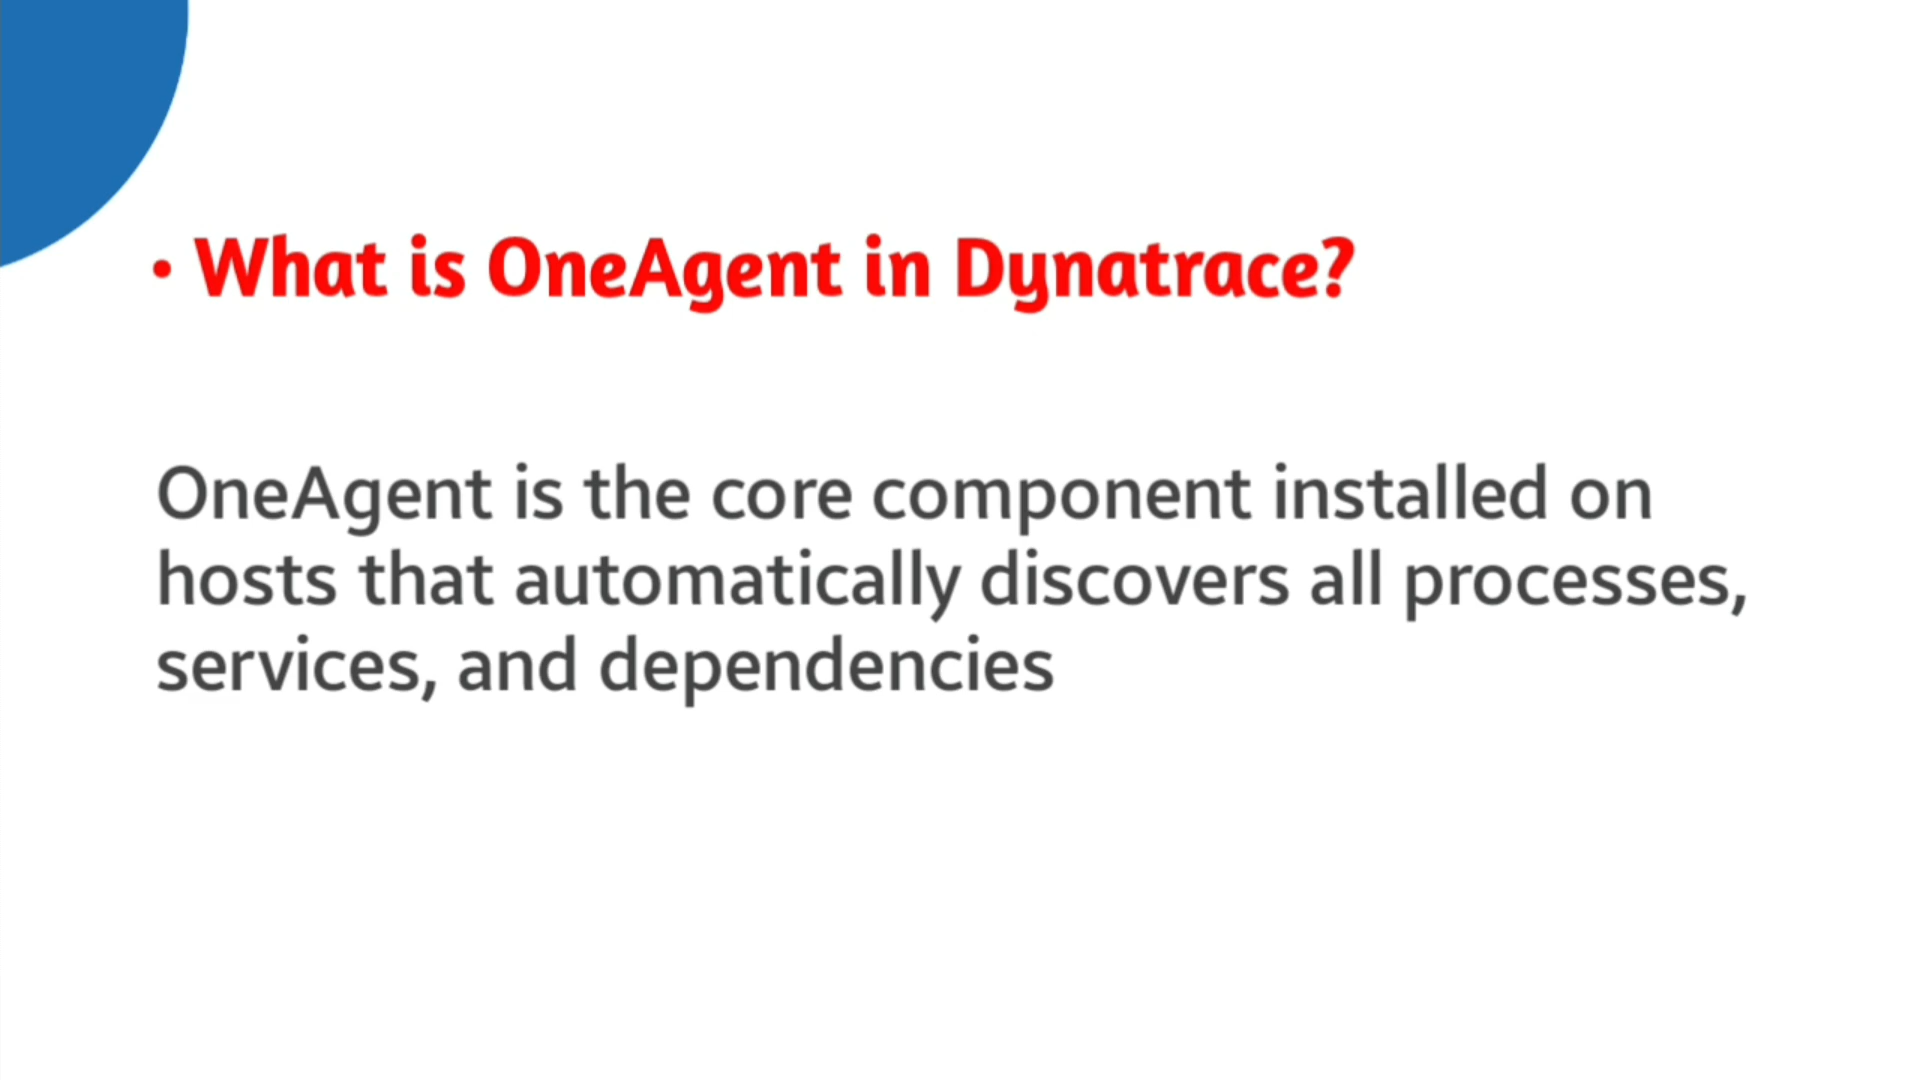 • What is OneAgent in Dynatrace?
OneAgent is the core component installed on
hosts that automatically discovers all processes,
services, and dependencies